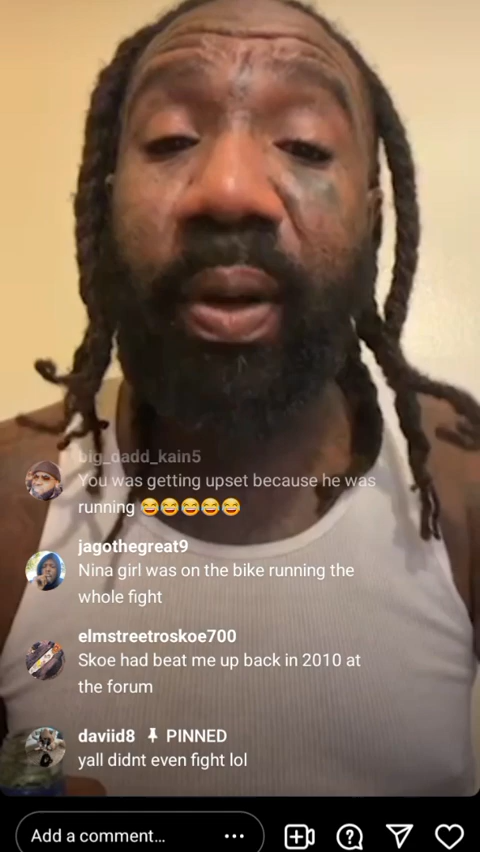 big_dadd_kain5
You was getting upset because he was
running 😂😂😂😂😂
jagothegreat9
Nina girl was on the bike running the
whole fight
elmstreetroskoe700
Skoe had beat me up back in 2010 at
the forum
daviid8 📌 PINNED
yall didnt even fight lol
Add a comment...